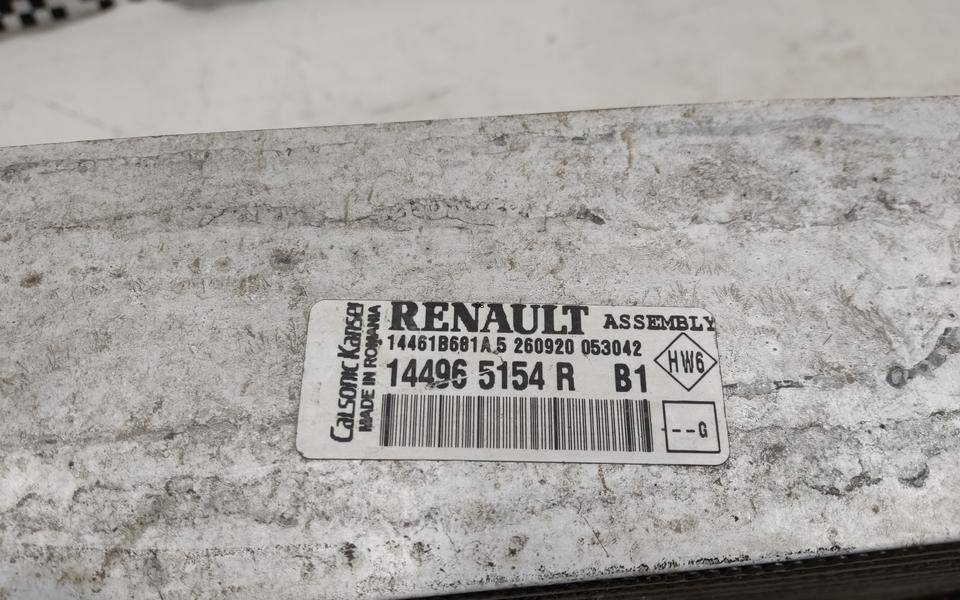 RENAULT ASSEMBLY
14461B681A 5 260920 053042
14496 5154 R B1
HW6
--G
Calsonic Kansei
MADE IN ROMANIA